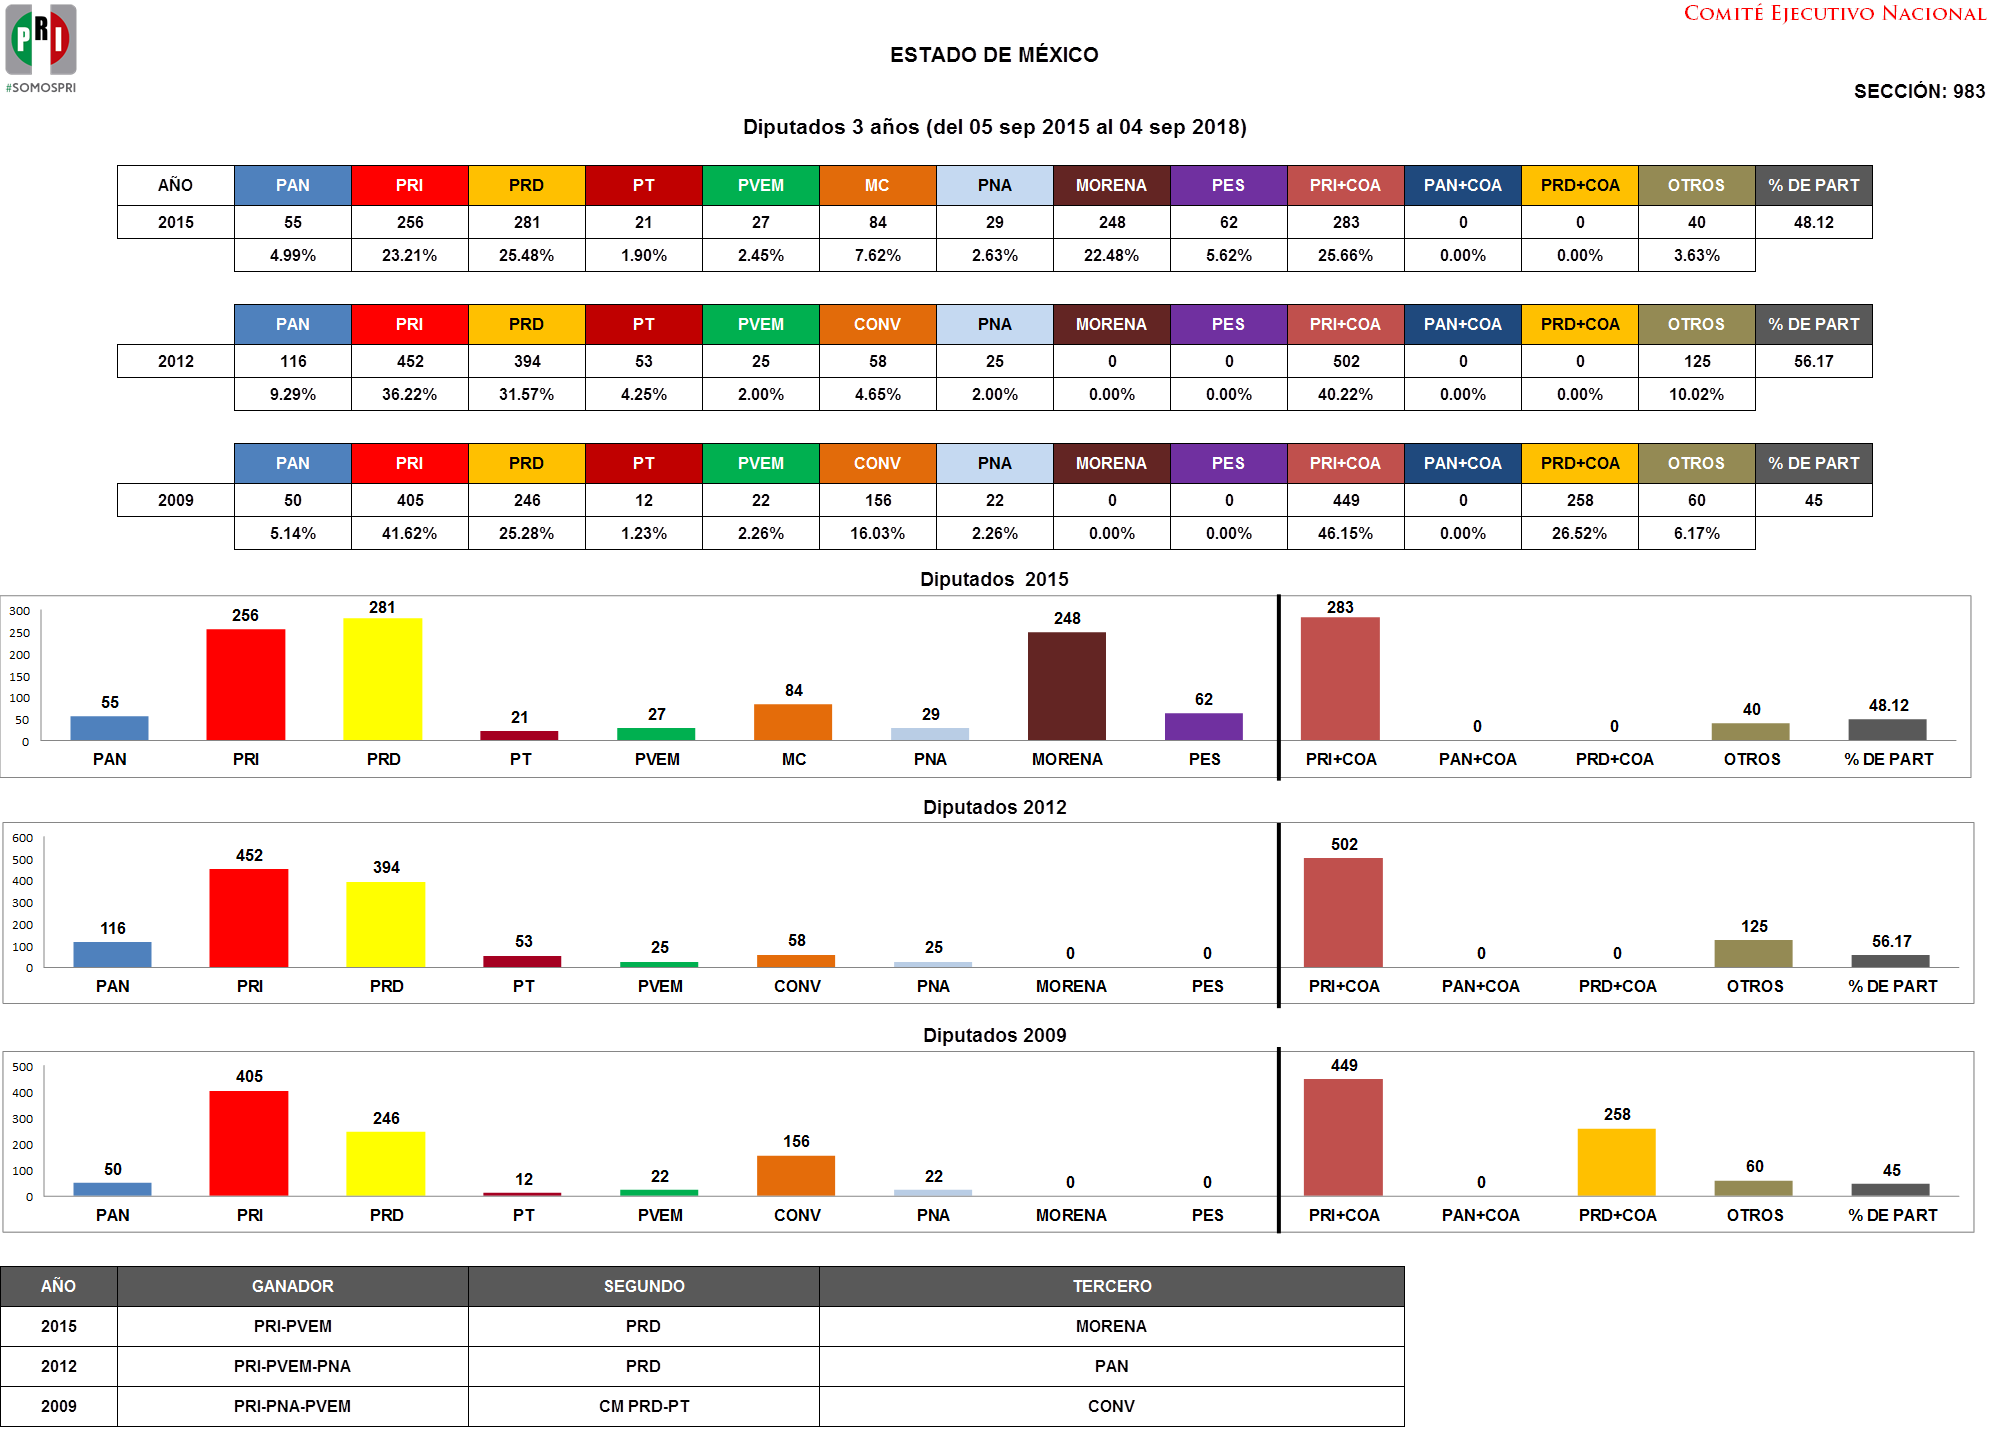 PRI
#SOMOSPRI
COMITÉ EJECUTIVO NACIONAL
ESTADO DE MÉXICO
SECCIÓN: 983
Diputados 3 años (del 05 sep 2015 al 04 sep 2018)
AÑO PAN PRI PRD PT PVEM MC PNA MORENA PES PRI+COA PAN+COA PRD+COA OTROS % DE PART
2015 55 256 281 21 27 84 29 248 62 283 0 0 40 48.12
4.99% 23.21% 25.48% 1.90% 2.45% 7.62% 2.63% 22.48% 5.62% 25.66% 0.00% 0.00% 3.63%
PAN PRI PRD PT PVEM CONV PNA MORENA PES PRI+COA PAN+COA PRD+COA OTROS % DE PART
2012 116 452 394 53 25 58 25 0 0 502 0 0 125 56.17
9.29% 36.22% 31.57% 4.25% 2.00% 4.65% 2.00% 0.00% 0.00% 40.22% 0.00% 0.00% 10.02%
PAN PRI PRD PT PVEM CONV PNA MORENA PES PRI+COA PAN+COA PRD+COA OTROS % DE PART
2009 50 405 246 12 22 156 22 0 0 449 0 258 60 45
5.14% 41.62% 25.28% 1.23% 2.26% 16.03% 2.26% 0.00% 0.00% 46.15% 0.00% 26.52% 6.17%
Diputados 2015
300
250
200
150
100
50
0
55 256 281 21 27 84 29 248 62 283 0 0 40 48.12
PAN PRI PRD PT PVEM MC PNA MORENA PES PRI+COA PAN+COA PRD+COA OTROS % DE PART
Diputados 2012
600
500
400
300
200
100
0
116 452 394 53 25 58 25 0 0 502 0 0 125 56.17
PAN PRI PRD PT PVEM CONV PNA MORENA PES PRI+COA PAN+COA PRD+COA OTROS % DE PART
Diputados 2009
500
400
300
200
100
0
50 405 246 12 22 156 22 0 0 449 0 258 60 45
PAN PRI PRD PT PVEM CONV PNA MORENA PES PRI+COA PAN+COA PRD+COA OTROS % DE PART
AÑO GANADOR SEGUNDO TERCERO
2015 PRI-PVEM PRD MORENA
2012 PRI-PVEM-PNA PRD PAN
2009 PRI-PNA-PVEM CM PRD-PT CONV